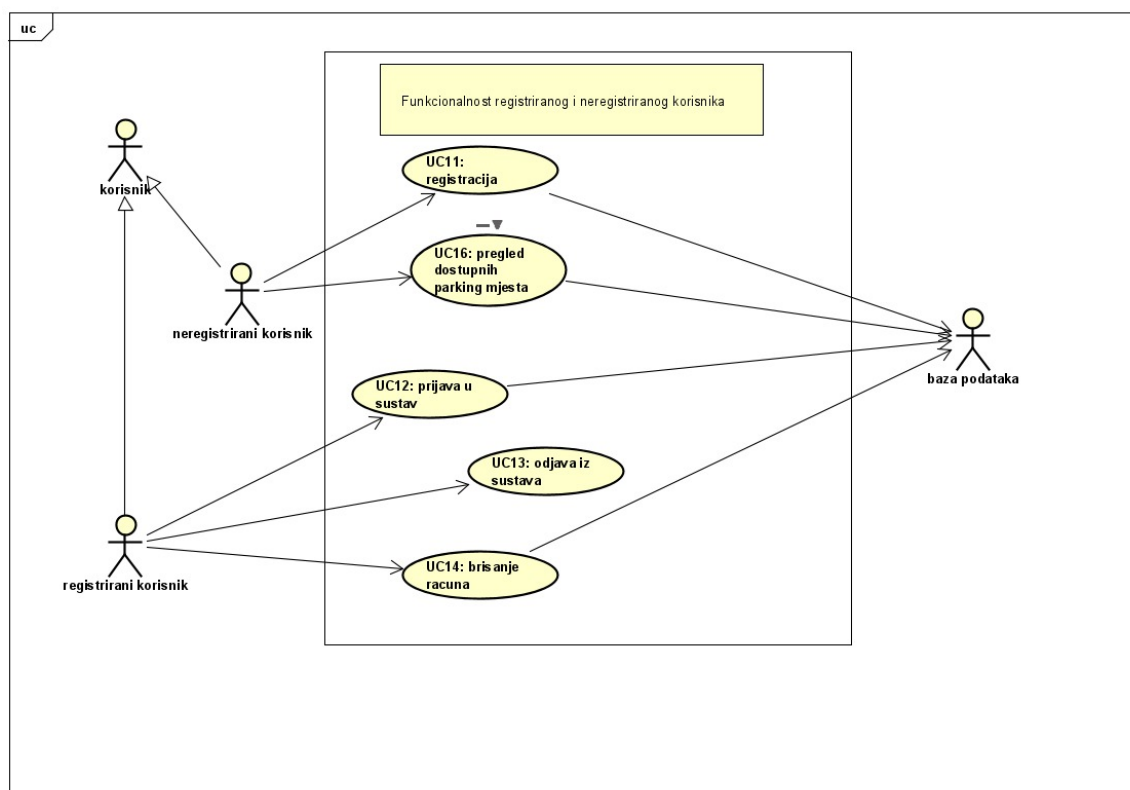 uc
Funkcionalnost registriranog i neregistriranog korisnika
UC11:
registracija
korisnik
UC16: pregled
dostupnih
parking mjesta
neregistrirani korisnik
baza podataka
UC12: prijava u
sustav
UC13: odjava iz
sustava
UC14: brisanje
racuna
registrirani korisnik